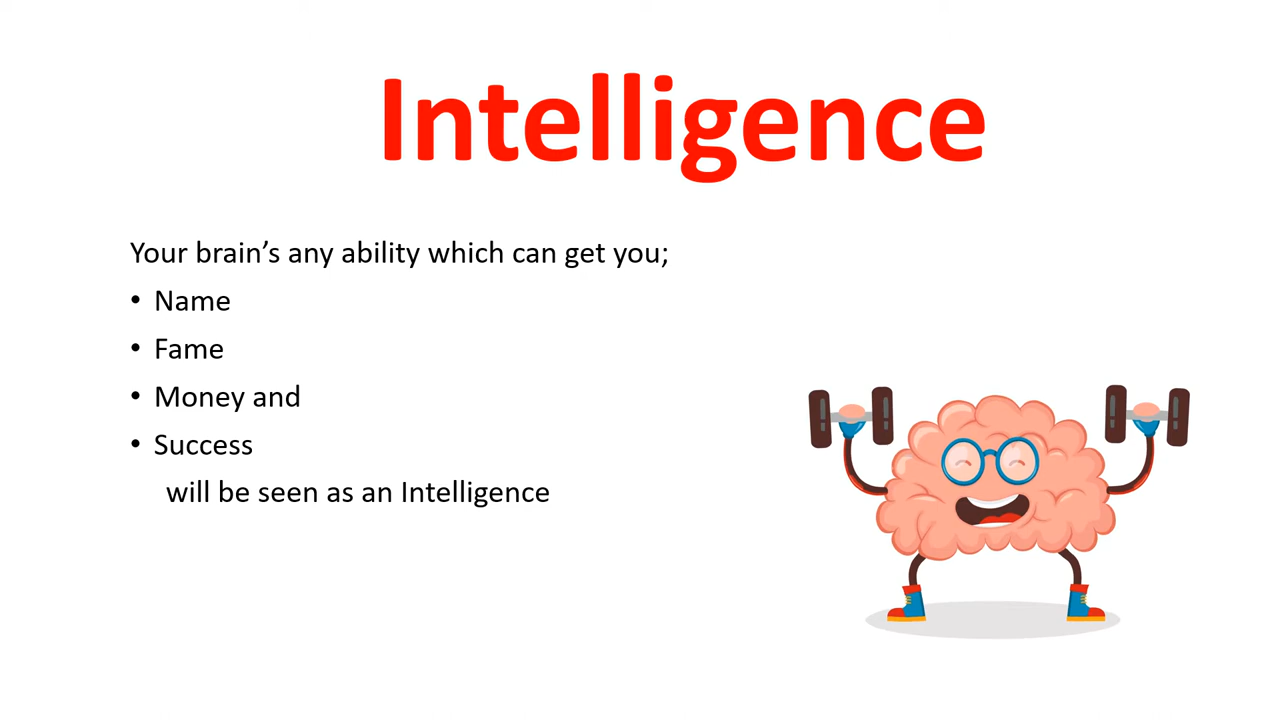 Intelligence
Your brain’s any ability which can get you;
• Name
• Fame
• Money and
• Success
will be seen as an Intelligence